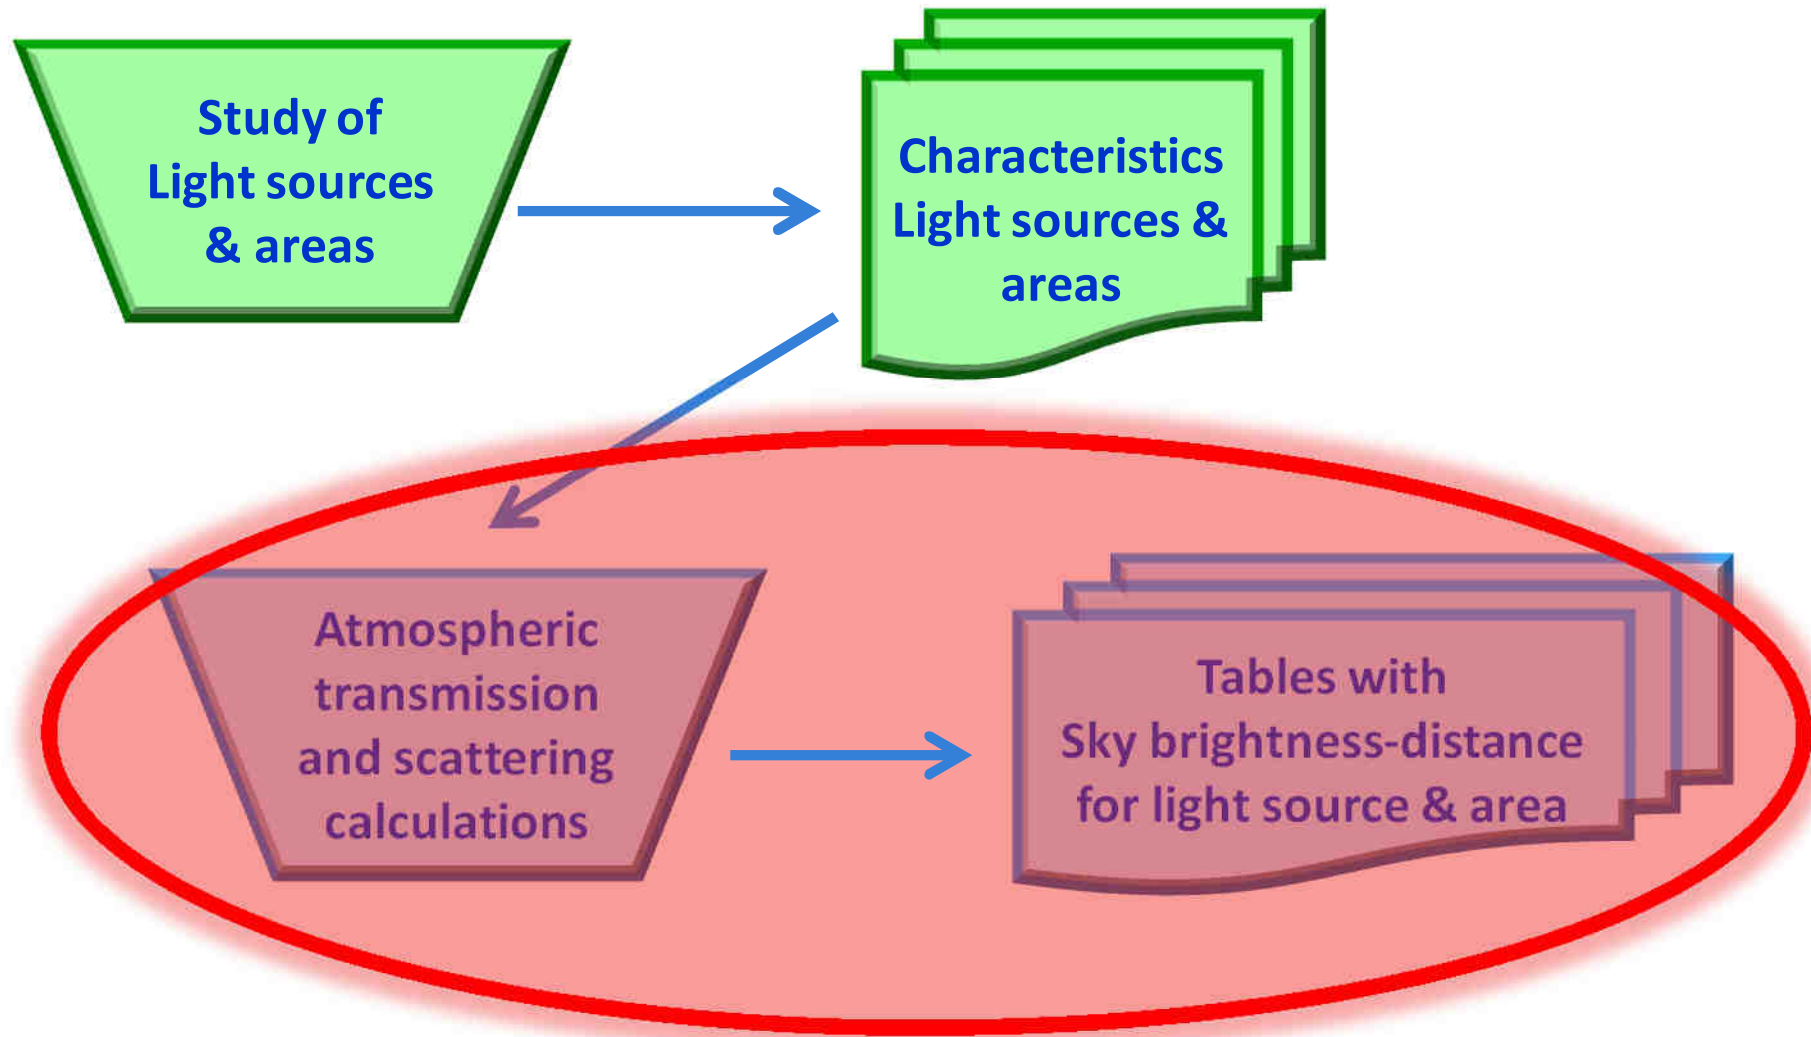 Study of
Light sources
& areas
Characteristics
Light sources &
areas
Atmospheric
transmission
and scattering
calculations
Tables with
Sky brightness-distance
for light source & area